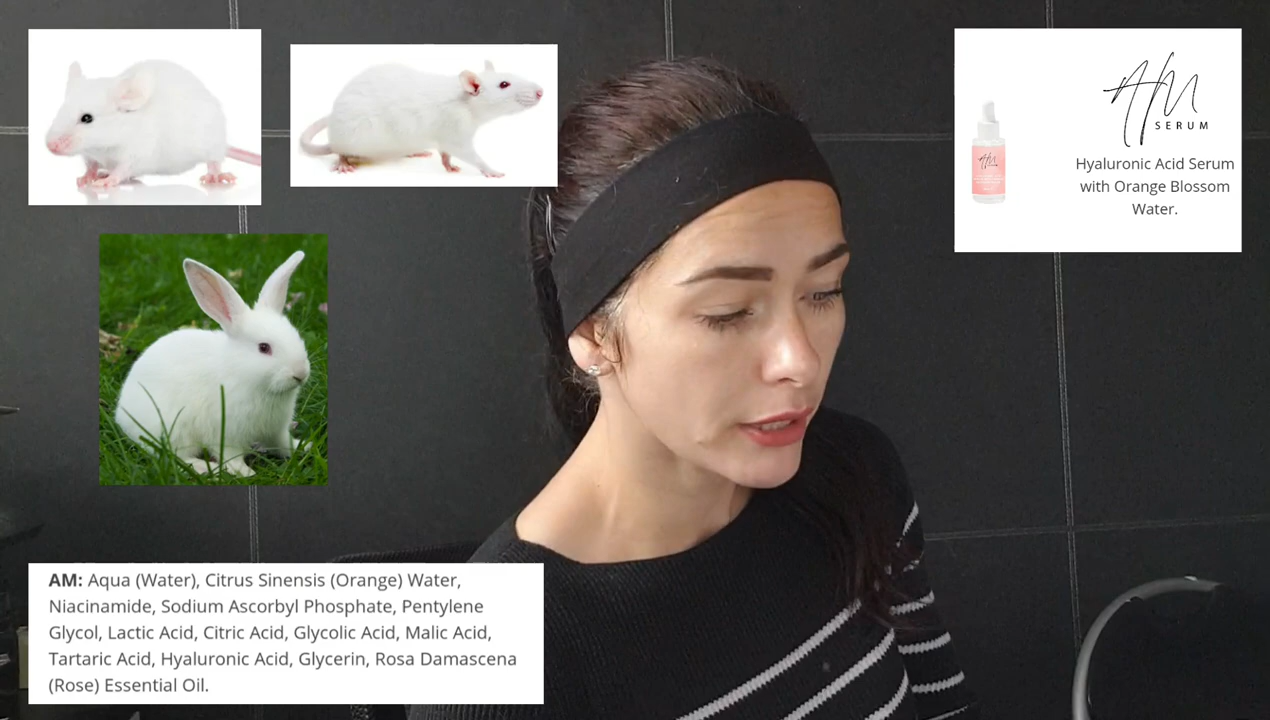 AM
SERUM
Hyaluronic Acid Serum
with Orange Blossom
Water.
AM: Aqua (Water), Citrus Sinensis (Orange) Water,
Niacinamide, Sodium Ascorbyl Phosphate, Pentylene
Glycol, Lactic Acid, Citric Acid, Glycolic Acid, Malic Acid,
Tartaric Acid, Hyaluronic Acid, Glycerin, Rosa Damascena
(Rose) Essential Oil.